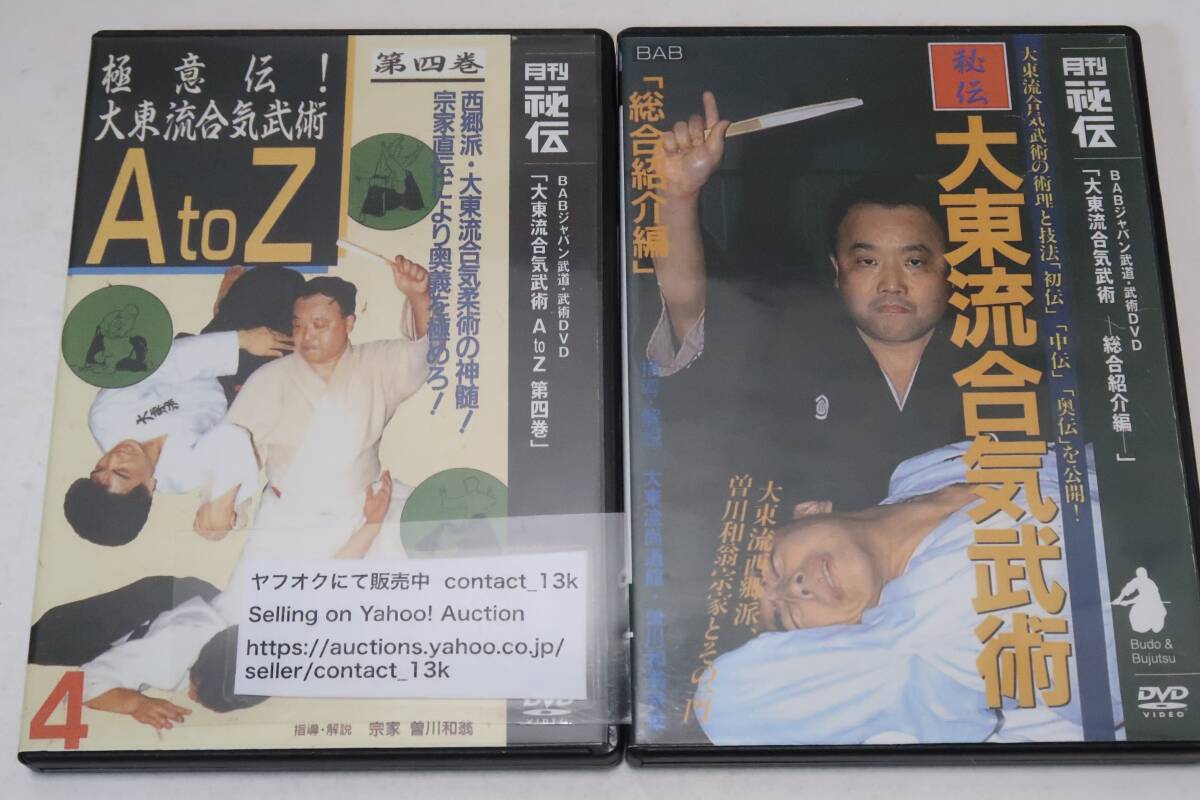 極意伝！
大東流合気武術
A to Z
第四巻
西郷派・大東流合気柔術の神髄！
宗家直伝により奥義を極めろ！
大東流
4
指導・解説 宗家 曽川和翁
月刊
秘伝
BABジャパン武道・武術DVD
「大東流合気武術 A to Z 第四巻」
DVD
VIDEO
ヤフオクにて販売中 contact_13k
Selling on Yahoo! Auction
https://auctions.yahoo.co.jp/
seller/contact_13k
BAB
「総合紹介編」
秘伝
大東流合気武術
大東流合気武術の術理と技法「初伝」「中伝」「奥伝」を公開！
大東流西郷派、
曽川和翁宗家とその一門
月刊
秘伝
BABジャパン武道・武術DVD
「大東流合気武術 ―総合紹介編―」
Budo &
Bujutsu
DVD
VIDEO